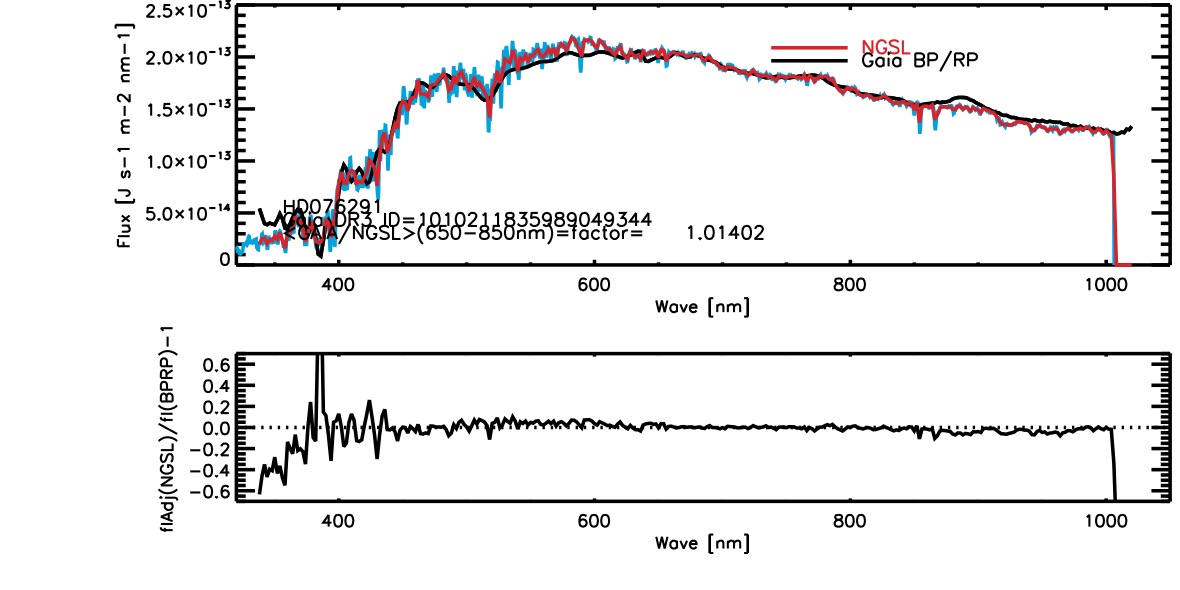 2.5×10−13
2.0×10−13
1.5×10−13
1.0×10−13
5.0×10−14
0
Flux [J s−1 m−2 nm−1]
NGSL
Gaia BP/RP
HD076291
Gaia DR3 ID=1010211835989049344
<GAIA/NGSL>(650−850nm)=factor= 1.01402
400 600 800 1000
Wave [nm]
flAdj(NGSL)/fl(BPRP)−1
0.6
0.4
0.2
0.0
−0.2
−0.4
−0.6
400 600 800 1000
Wave [nm]